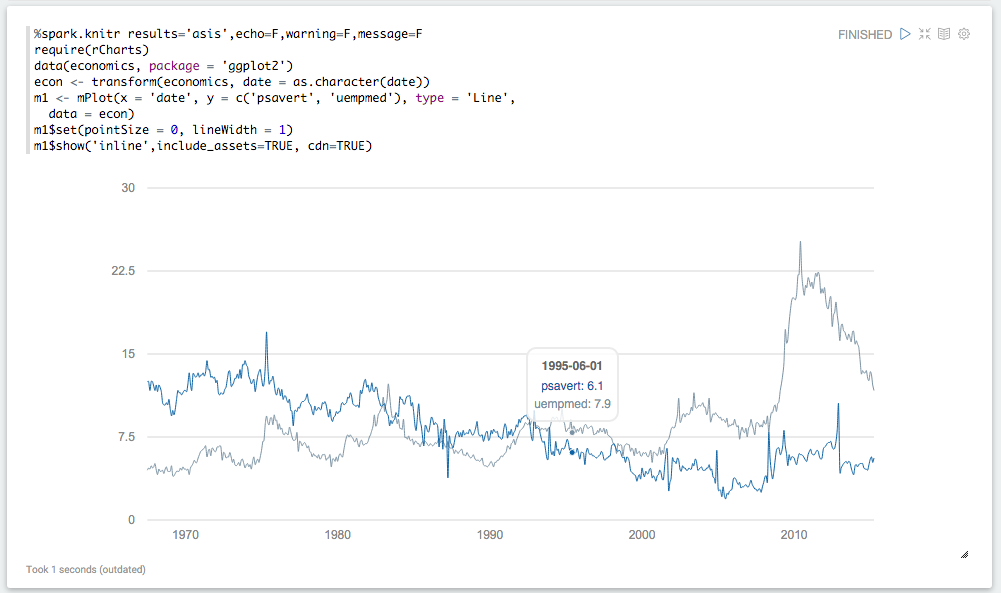 %spark.knitr results='asis',echo=F,warning=F,message=F
FINISHED
require(rCharts)
data(economics, package = 'ggplot2')
econ <- transform(economics, date = as.character(date))
m1 <- mPlot(x = 'date', y = c('psavert', 'uempmed'), type = 'Line',
  data = econ)
m1$set(pointSize = 0, lineWidth = 1)
m1$show('inline',include_assets=TRUE, cdn=TRUE)
30
22.5
15
7.5
0
1995-06-01
psavert: 6.1
uempmed: 7.9
1970 1980 1990 2000 2010
Took 1 seconds (outdated)